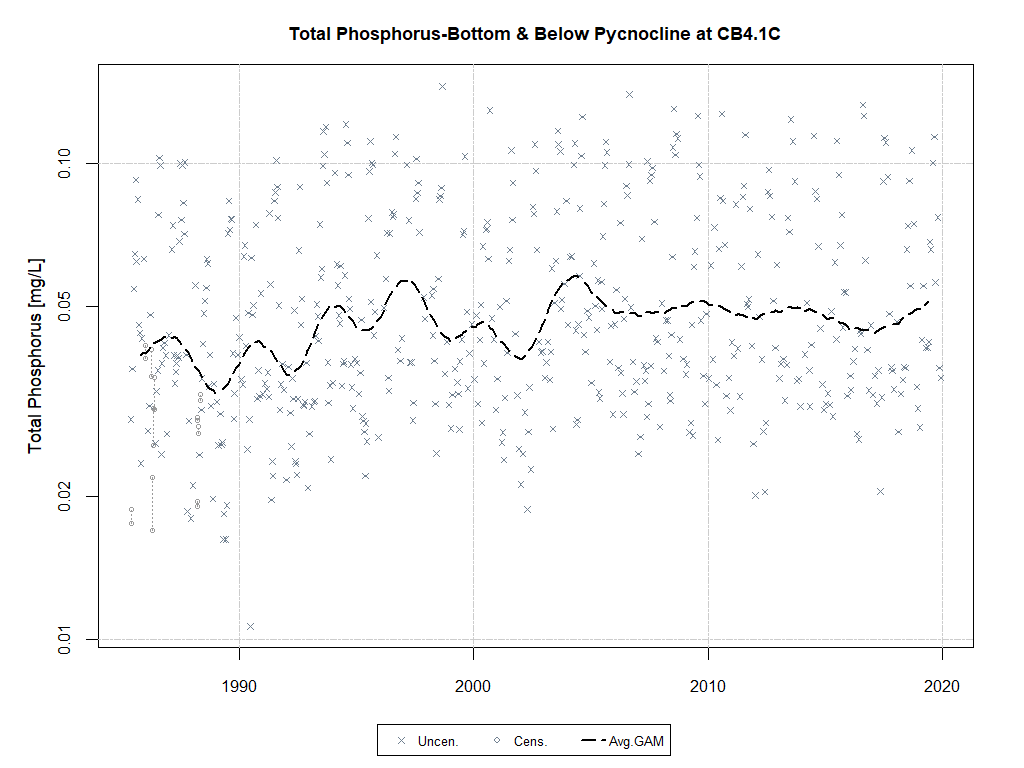 Total Phosphorus-Bottom & Below Pycnocline at CB4.1C
Total Phosphorus [mg/L]
0.10
0.05
0.02
0.01
1990 2000 2010 2020
Uncen. Cens. Avg.GAM